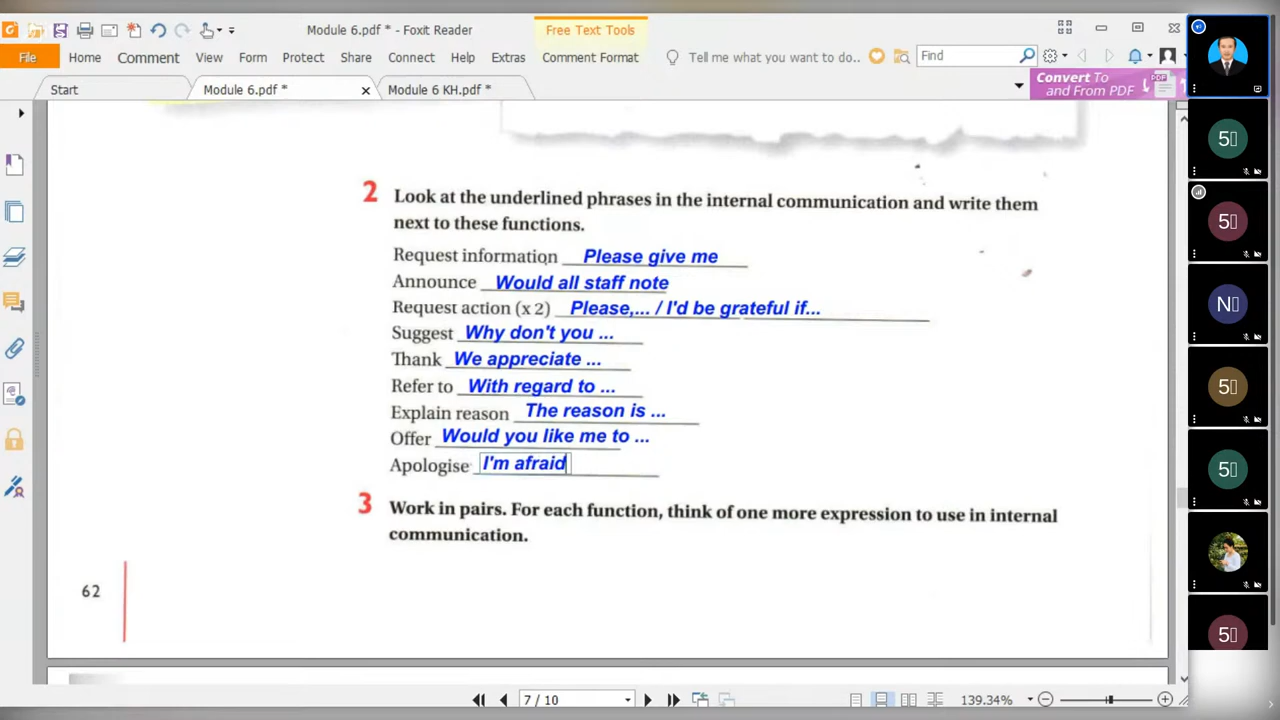 Module 6.pdf * - Foxit Reader
Free Text Tools
File Home Comment View Form Protect Share Connect Help Extras Comment Format Tell me what you want to do.. Find
Start Module 6.pdf * Module 6 KH.pdf *
Convert To
and From PDF
PDF
2 Look at the underlined phrases in the internal communication and write them
next to these functions.
Request information Please give me
Announce Would all staff note
Request action (x 2) Please,... / I'd be grateful if...
Suggest Why don't you ...
Thank We appreciate ...
Refer to With regard to ...
Explain reason The reason is ...
Offer Would you like me to ...
Apologise I'm afraid
3 Work in pairs. For each function, think of one more expression to use in internal
communication.
62
7 / 10
139.34%
5
5
N
5
5
5